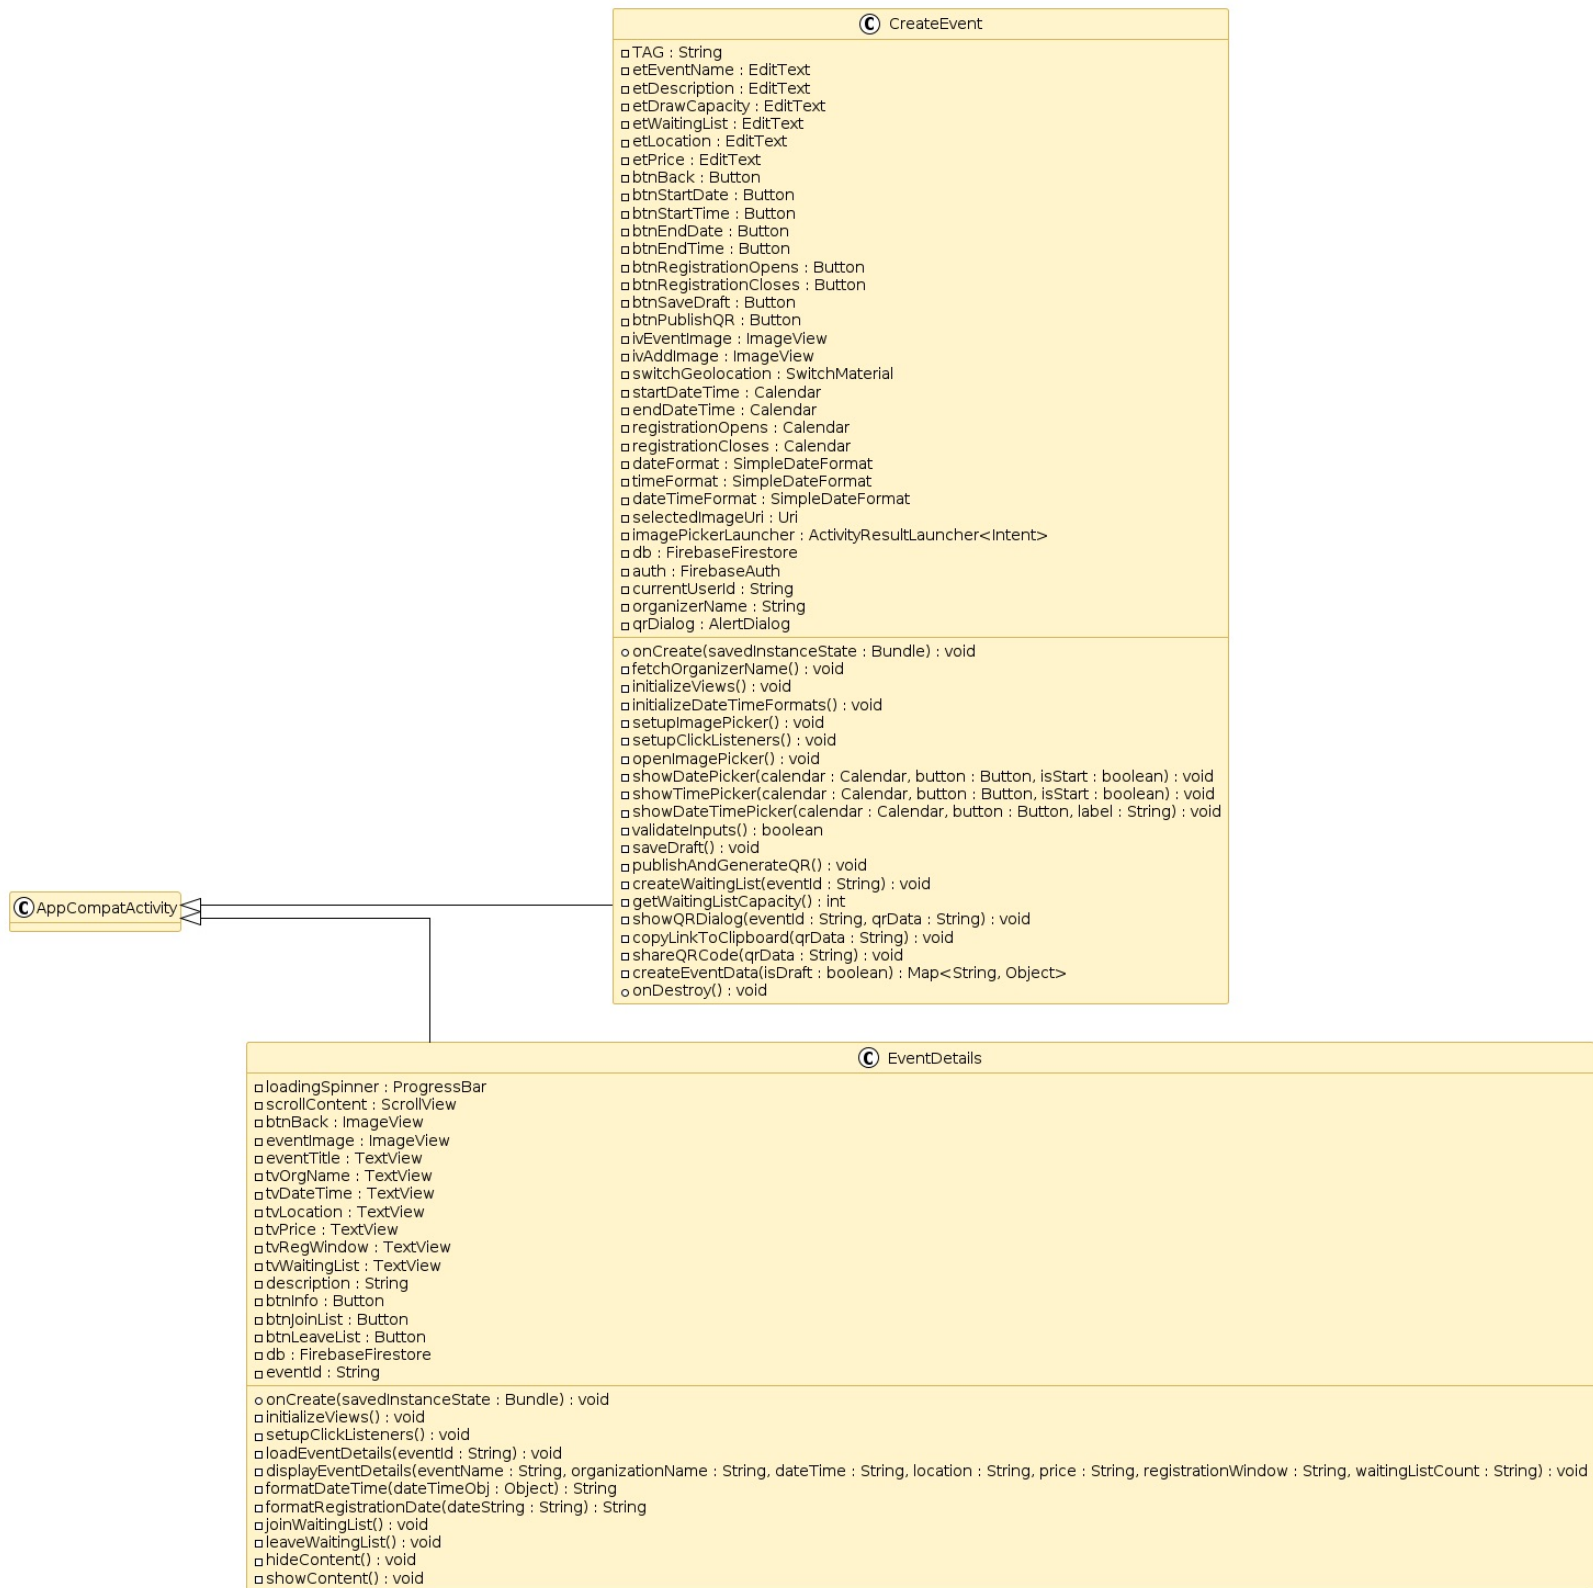 C CreateEvent
TAG : String
etEventName : EditText
etDescription : EditText
etDrawCapacity : EditText
etWaitingList : EditText
etLocation : EditText
etPrice : EditText
btnBack : Button
btnStartDate : Button
btnStartTime : Button
btnEndDate : Button
btnEndTime : Button
btnRegistrationOpens : Button
btnRegistrationCloses : Button
btnSaveDraft : Button
btnPublishQR : Button
ivEventImage : ImageView
ivAddImage : ImageView
switchGeolocation : SwitchMaterial
startDateTime : Calendar
endDateTime : Calendar
registrationOpens : Calendar
registrationCloses : Calendar
dateFormat : SimpleDateFormat
timeFormat : SimpleDateFormat
dateTimeFormat : SimpleDateFormat
selectedImageUri : Uri
imagePickerLauncher : ActivityResultLauncher<Intent>
db : FirebaseFirestore
auth : FirebaseAuth
currentUserId : String
organizerName : String
qrDialog : AlertDialog
onCreate(savedInstanceState : Bundle) : void
fetchOrganizerName() : void
initializeViews() : void
initializeDateTimeFormats() : void
setupImagePicker() : void
setupClickListeners() : void
openImagePicker() : void
showDatePicker(calendar : Calendar, button : Button, isStart : boolean) : void
showTimePicker(calendar : Calendar, button : Button, isStart : boolean) : void
showDateTimePicker(calendar : Calendar, button : Button, label : String) : void
validateInputs() : boolean
saveDraft() : void
publishAndGenerateQR() : void
createWaitingList(eventId : String) : void
getWaitingListCapacity() : int
showQRDialog(eventId : String, qrData : String) : void
copyLinkToClipboard(qrData : String) : void
shareQRCode(qrData : String) : void
createEventData(isDraft : boolean) : Map<String, Object>
onDestroy() : void
C AppCompatActivity
C EventDetails
loadingSpinner : ProgressBar
scrollContent : ScrollView
btnBack : ImageView
eventImage : ImageView
eventTitle : TextView
tvOrgName : TextView
tvDateTime : TextView
tvLocation : TextView
tvPrice : TextView
tvRegWindow : TextView
tvWaitingList : TextView
description : String
btnInfo : Button
btnJoinList : Button
btnLeaveList : Button
db : FirebaseFirestore
eventId : String
onCreate(savedInstanceState : Bundle) : void
initializeViews() : void
setupClickListeners() : void
loadEventDetails(eventId : String) : void
displayEventDetails(eventName : String, organizationName : String, dateTime : String, location : String, price : String, registrationWindow : String, waitingListCount : String) : void
formatDateTime(dateTimeObj : Object) : String
formatRegistrationDate(dateString : String) : String
joinWaitingList() : void
leaveWaitingList() : void
hideContent() : void
showContent() : void